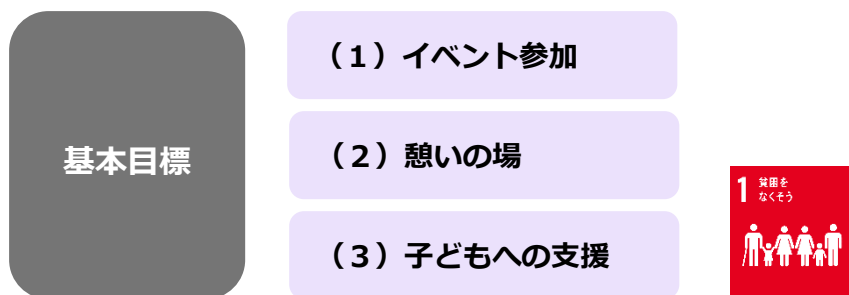 基本目標
（１）イベント参加
（２）憩いの場
（３）子どもへの支援
1 貧困を
なくそう